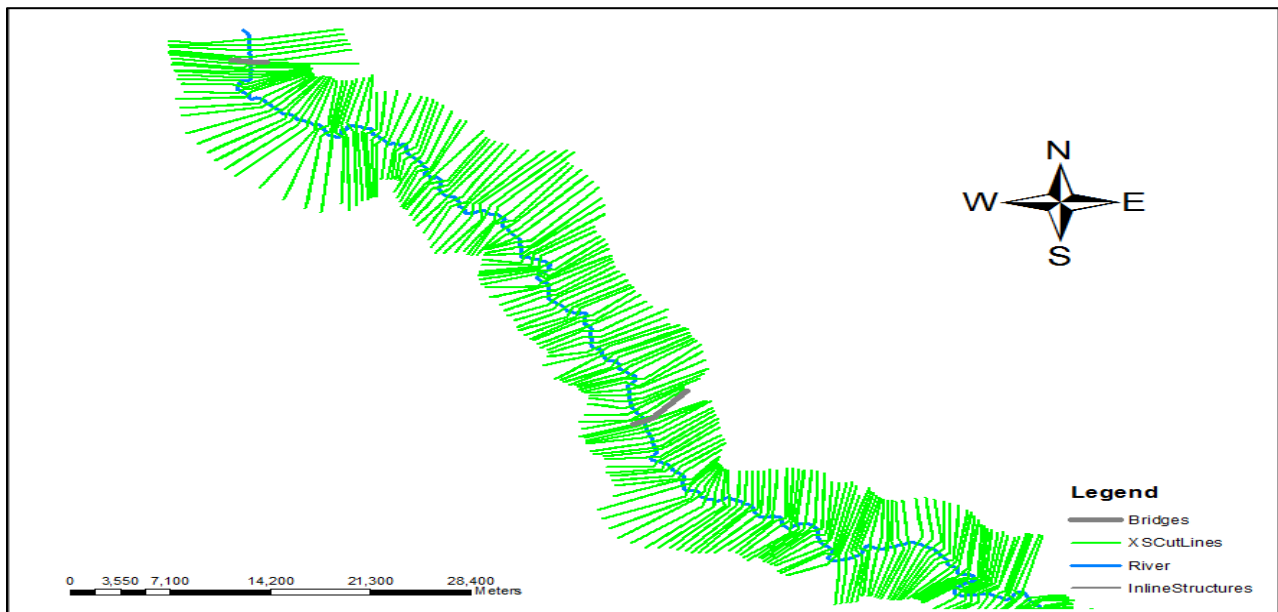 N
W E
S
Legend
Bridges
XSCutLines
River
InlineStructures
0 3,550 7,100 14,200 21,300 28,400
Meters